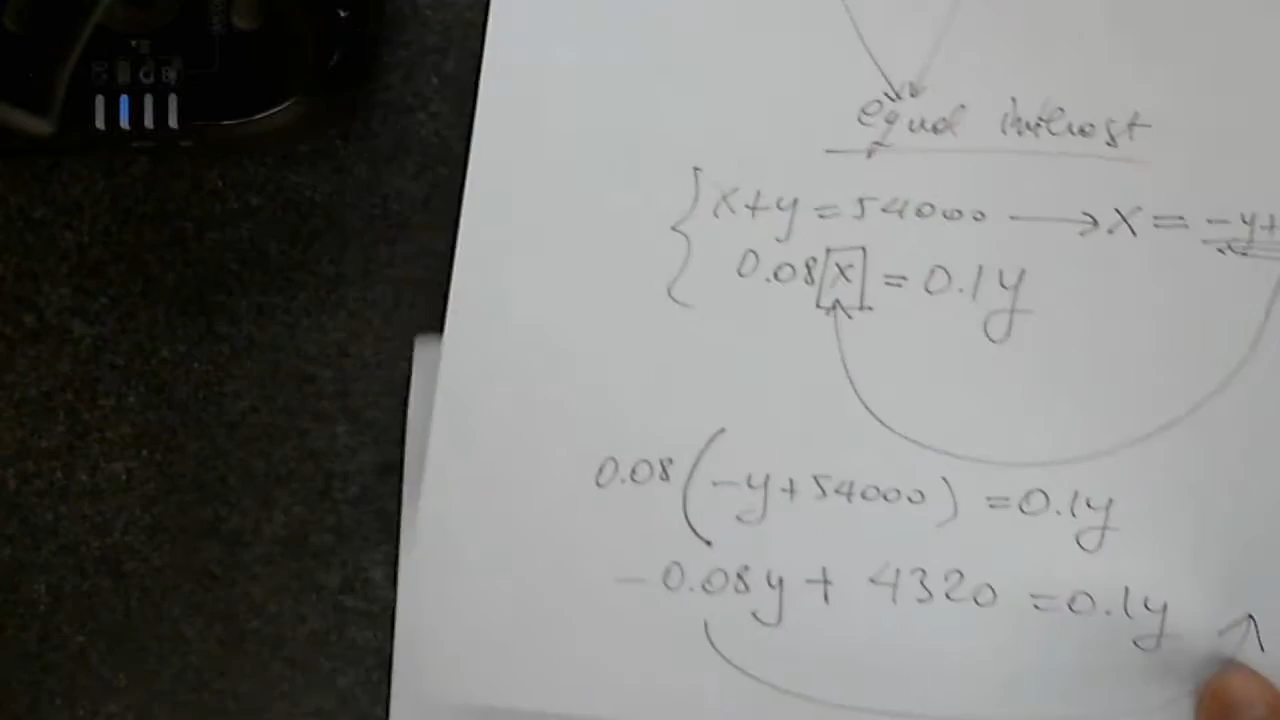 equal interest
x+y=54000 → x = -y+
0.08x = 0.1y
0.08(-y+54000) = 0.1y
-0.08y + 4320 = 0.1y